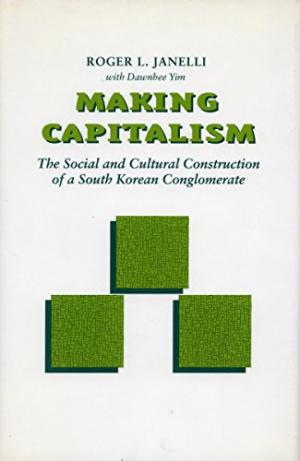 ROGER L. JANELLI
with Dawnhee Yim
MAKING
CAPITALISM
The Social and Cultural Construction
of a South Korean Conglomerate